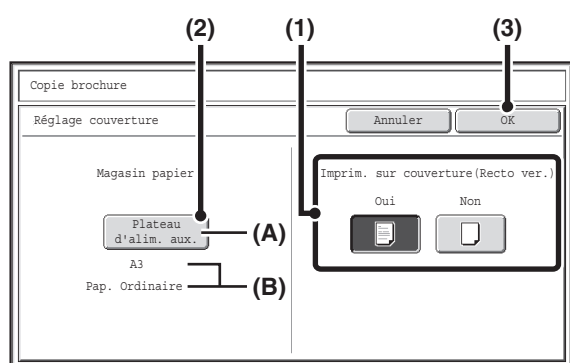 (2) (1) (3)
Copie brochure
Réglage couverture
Annuler
OK
Magasin papier
Imprim. sur couverture(Recto ver.)
Oui
Non
Plateau
d'alim. aux.
(A)
A3
Pap. Ordinaire
(B)